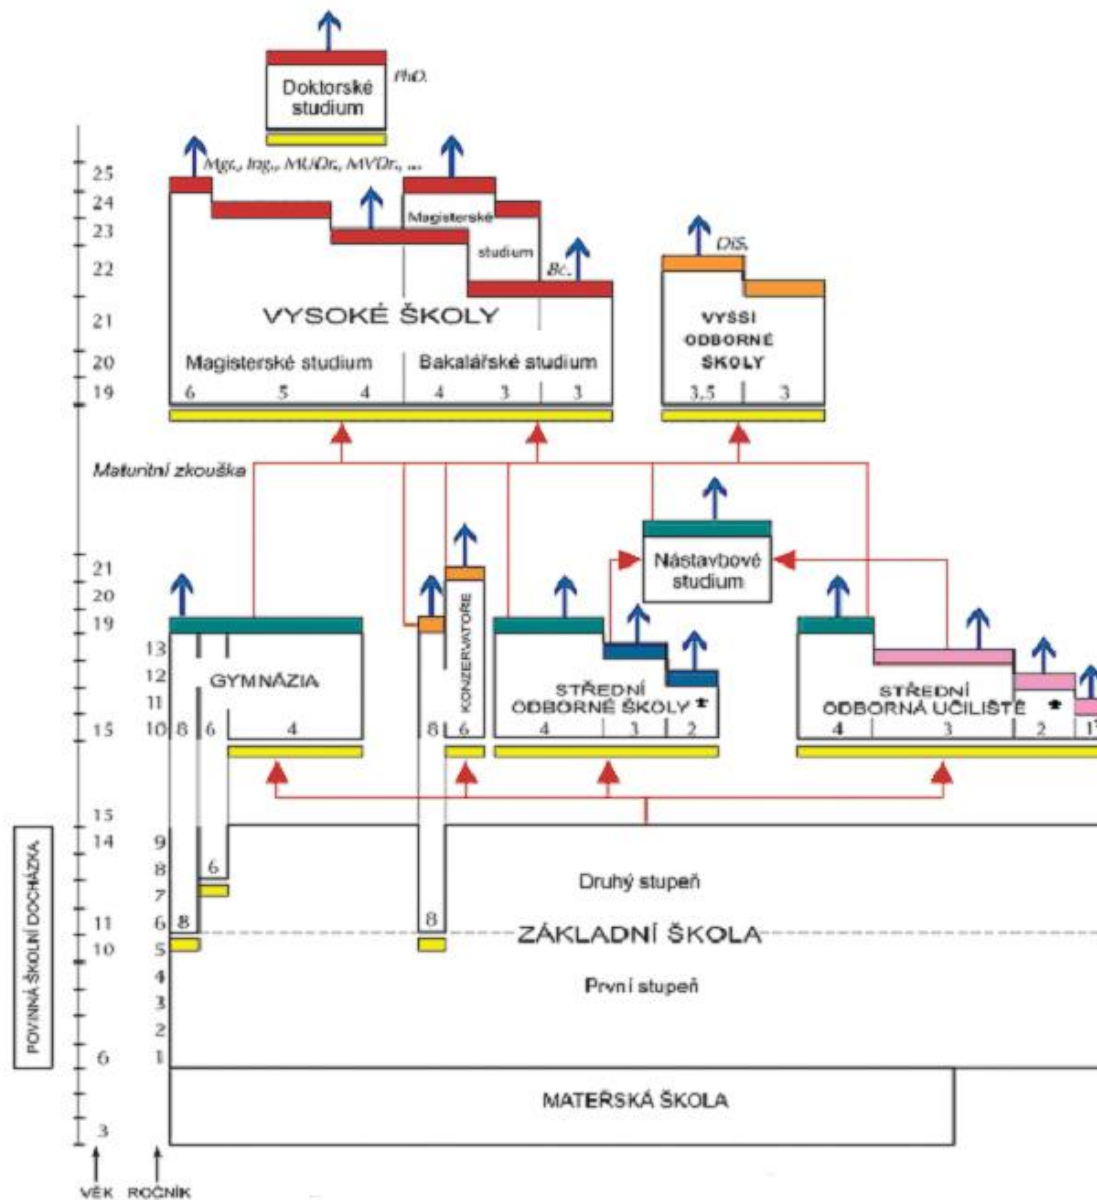 Doktorské
studium
PhD.
Mgr., Ing., MUDr., MVDr., ...
25
24
23
22
21
20
19
Magisterské
studium
Bc.
DiS.
VYSOKÉ ŠKOLY
Magisterské studium
Bakalářské studium
6 5 4 4 3 3
VYŠŠÍ
ODBORNÉ
ŠKOLY
3,5 3
Maturitní zkouška
Nástavbové
studium
21
20
19
15
13
12
11
10
GYMNÁZIA
8 6 4
KONZERVATOŘE
8 6
STŘEDNÍ
ODBORNÉ ŠKOLY
4 3 2
STŘEDNÍ
ODBORNÁ UČILIŠTĚ
4 3 2 1
POVINNÁ ŠKOLNÍ DOCHÁZKA
15
14
11
10
6
3
9
8
7
6
5
4
3
2
1
6
8
8
Druhý stupeň
ZÁKLADNÍ ŠKOLA
První stupeň
MATEŘSKÁ ŠKOLA
VĚK ROČNÍK